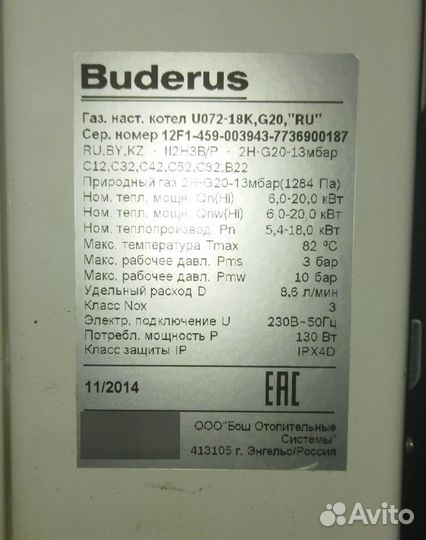 Buderus
Газ. наст. котел U072-18K,G20,"RU"
Сер. номер 12F1-459-003943-7736900187
RU,BY,KZ - II2H3B/P - 2H-G20-13мбар
C12,C32,C42,C52,C82,B22
Природный газ 2H-G20-13мбар(1284 Па)
Ном. тепл. мощн. Qn(Hi) 6,0-20,0 кВт
Ном. тепл. мощн. Qnw(Hi) 6,0-20,0 кВт
Ном. теплопроизвод. Pn 5,4-18,0 кВт
Макс. температура Tmax 82 ºC
Макс. рабочее давл. Pms 3 бар
Макс. рабочее давл. Pmw 10 бар
Удельный расход D 8,6 л/мин
Класс Nox 3
Электр. подключение U 230В~50Гц
Потребл. мощность P 130 Вт
Класс защиты IP IPX4D
11/2014 EAC
ООО"Бош Отопительные
Системы"
413105 г. Энгельс/Россия
Avito